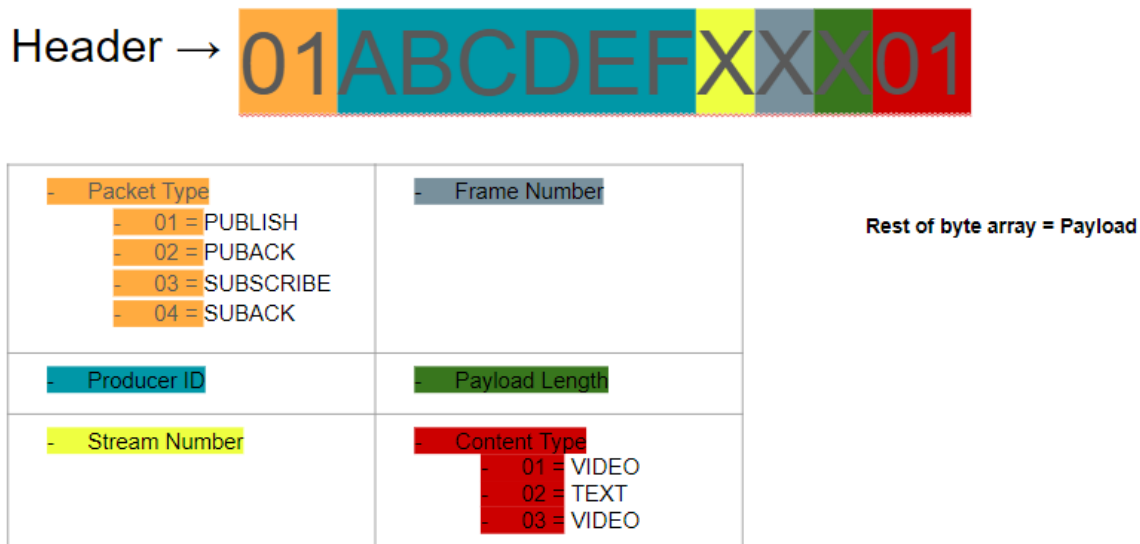 Header → 01ABCDEFXXX01
- Packet Type
- 01 = PUBLISH
- 02 = PUBACK
- 03 = SUBSCRIBE
- 04 = SUBACK
- Frame Number
Rest of byte array = Payload
- Producer ID
- Payload Length
- Stream Number
- Content Type
- 01 = VIDEO
- 02 = TEXT
- 03 = VIDEO